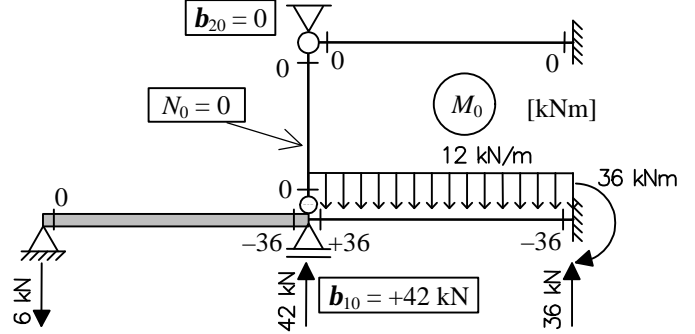 b₂₀ = 0
0
0
0
N₀ = 0
M₀ [kNm]
12 kN/m
36 kNm
0
0
−36
+36
−36
6 kN
42 kN
b₁₀ = +42 kN
36 kN